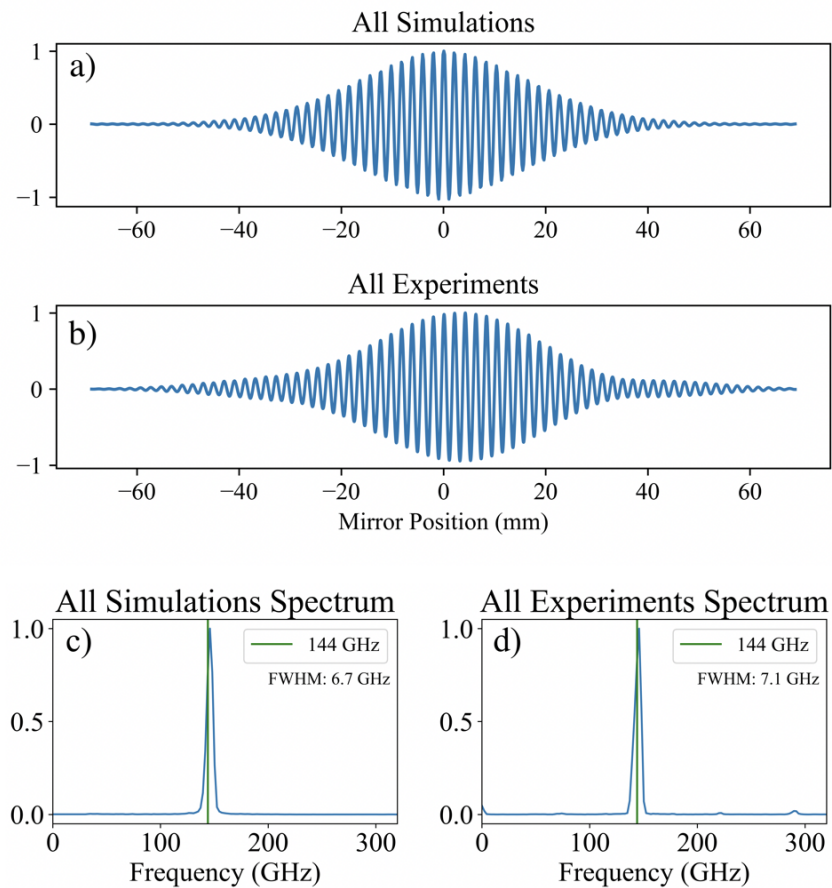 All Simulations
a)
1
0
−1
−60 −40 −20 0 20 40 60
All Experiments
b)
1
0
−1
−60 −40 −20 0 20 40 60
Mirror Position (mm)
All Simulations Spectrum
c)
144 GHz
FWHM: 6.7 GHz
1.0
0.5
0.0
0 100 200 300
Frequency (GHz)
All Experiments Spectrum
d)
144 GHz
FWHM: 7.1 GHz
1.0
0.5
0.0
0 100 200 300
Frequency (GHz)